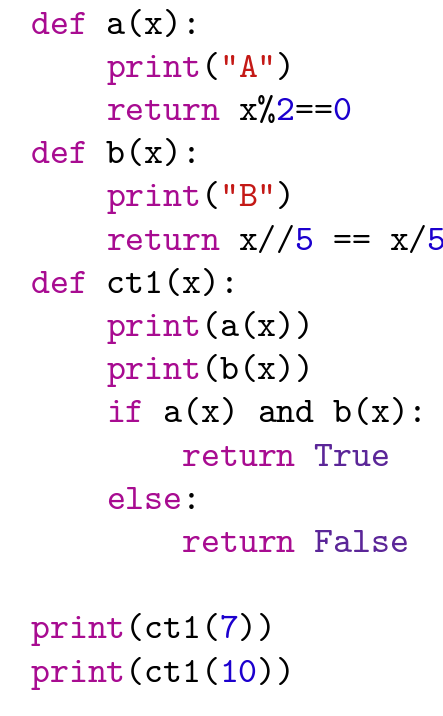 def a(x):
    print("A")
    return x%2==0
def b(x):
    print("B")
    return x//5 == x/5
def ct1(x):
    print(a(x))
    print(b(x))
    if a(x) and b(x):
        return True
    else:
        return False

print(ct1(7))
print(ct1(10))